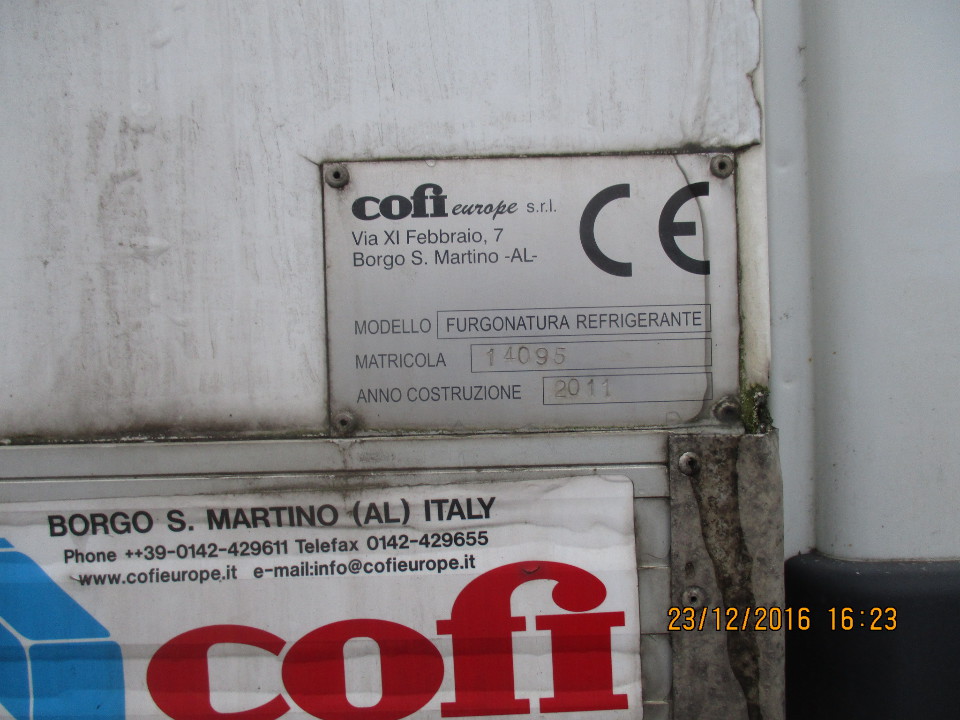 cofi europe s.r.l.
Via XI Febbraio, 7
Borgo S. Martino -AL-
CE
MODELLO FURGONATURA REFRIGERANTE
MATRICOLA 14095
ANNO COSTRUZIONE 2011
BORGO S. MARTINO (AL) ITALY
Phone ++39-0142-429611 Telefax 0142-429655
www.cofieurope.it e-mail:info@cofieurope.it
cofi
23/12/2016 16:23